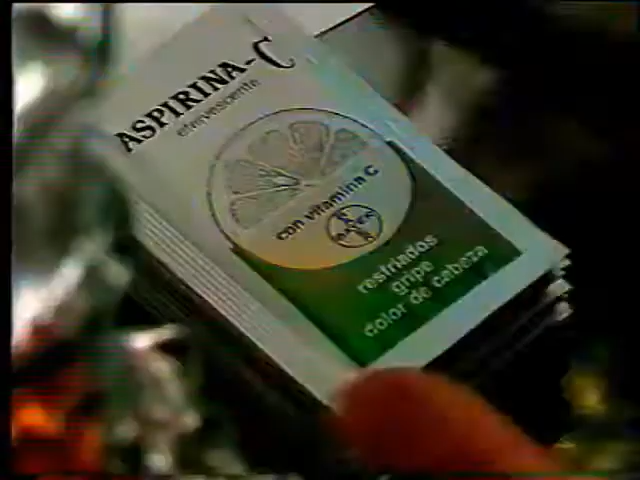 ASPIRINA-C
efervescente
con vitamina C
BAYER
resfriados
gripe
dolor de cabeza